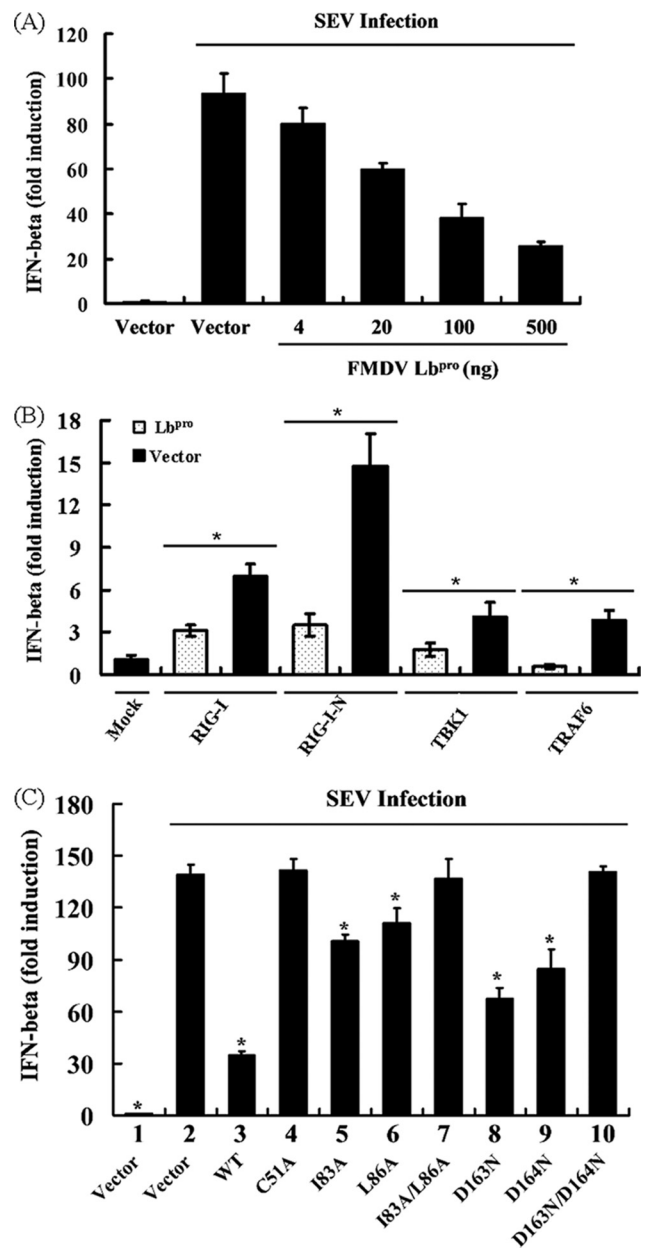 (A)
SEV Infection
IFN-beta (fold induction)
120
100
80
60
40
20
0
Vector Vector 4 20 100 500
FMDV Lbpro (ng)
(B)
IFN-beta (fold induction)
18
15
12
9
6
3
0
Lbpro
Vector
*
*
*
*
Mock RIG-I RIG-I-N TBK1 TRAF6
(C)
SEV Infection
IFN-beta (fold induction)
180
150
120
90
60
30
0
* * * * * *
1 2 3 4 5 6 7 8 9 10
Vector Vector WT C51A I83A L86A I83A/L86A D163N D164N D163N/D164N